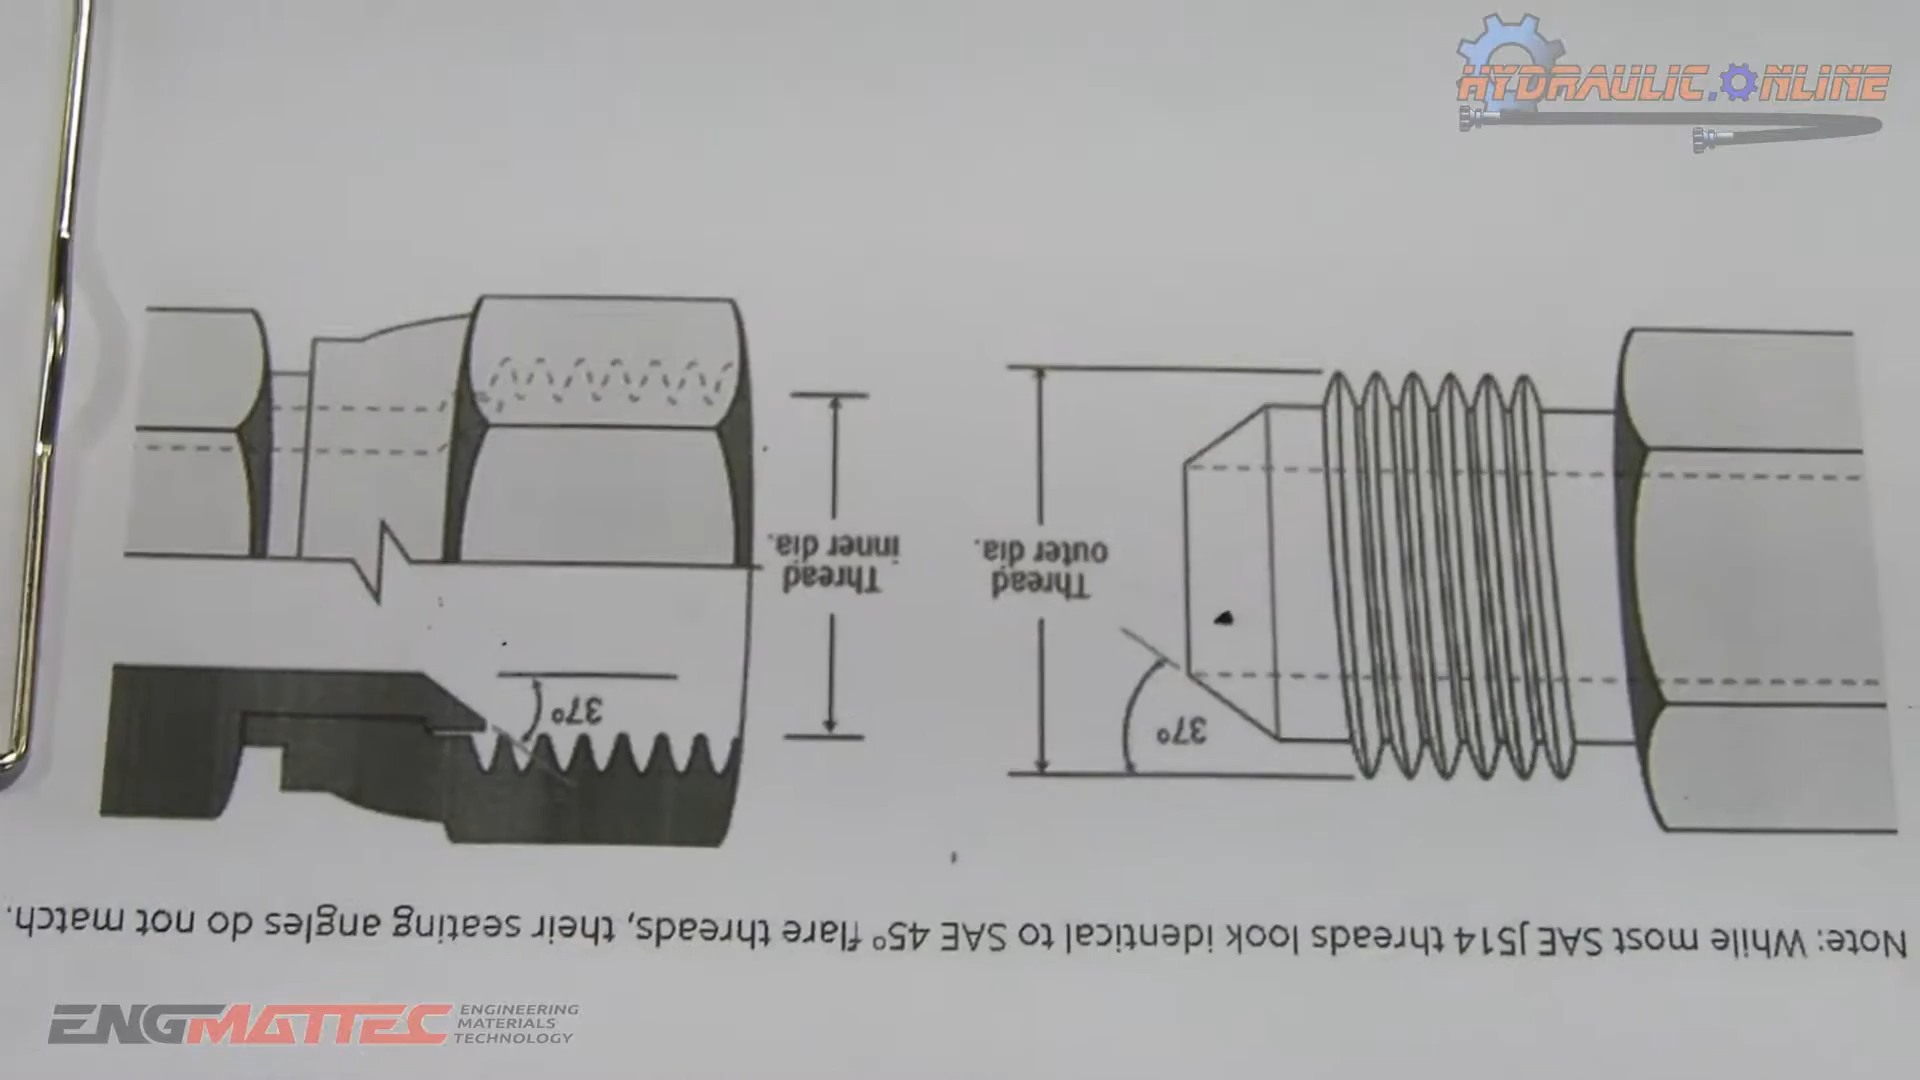 HYDRAULIC.ONLINE
Note: While most SAE J514 threads look identical to SAE 45° flare threads, their seating angles do not match.
37°
37°
Thread
outer dia.
Thread
inner dia.
ENGMATTEC
ENGINEERING
MATERIALS
TECHNOLOGY